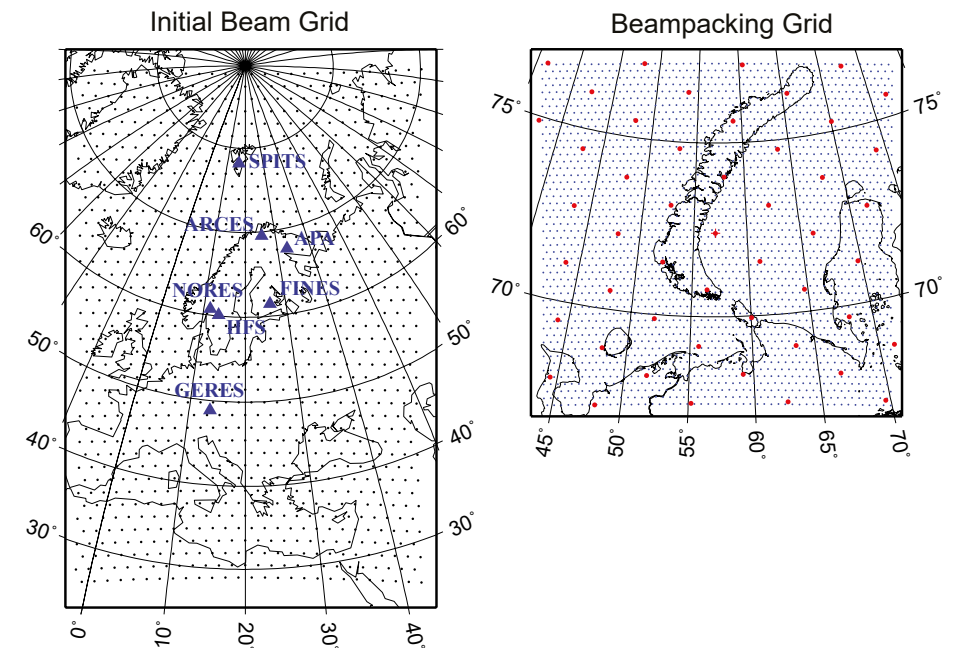 Initial Beam Grid
Beampacking Grid
SPITS
ARCES
APA
NORES
FINES
HFS
GERES
60°
50°
40°
30°
60°
50°
40°
30°
0°
10°
20°
30°
40°
75°
70°
75°
70°
45°
50°
55°
60°
65°
70°